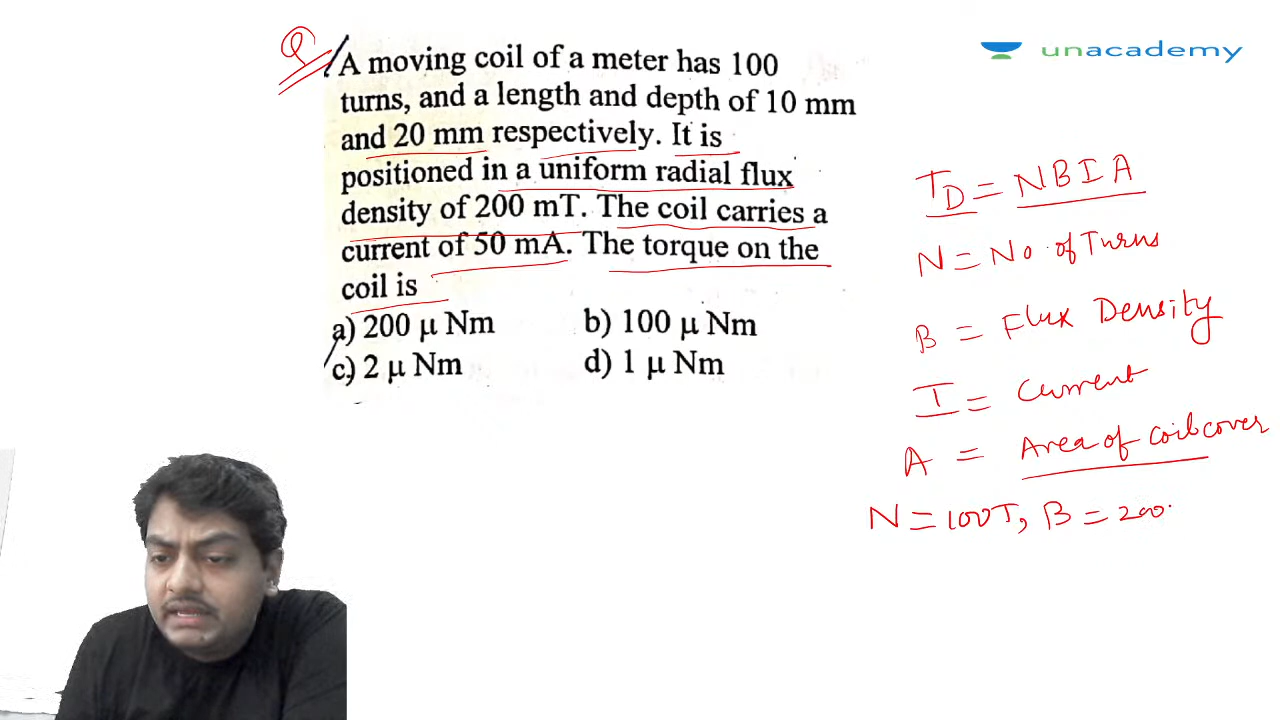 Q
A moving coil of a meter has 100
turns, and a length and depth of 10 mm
and 20 mm respectively. It is
positioned in a uniform radial flux
density of 200 mT. The coil carries a
current of 50 mA. The torque on the
coil is
a) 200 μ Nm b) 100 μ Nm
c) 2 μ Nm d) 1 μ Nm
unacademy
TD = NBIA
N = No. of Turns
B = Flux Density
I = Current
A = Area of coil cover
N = 100T, B = 200